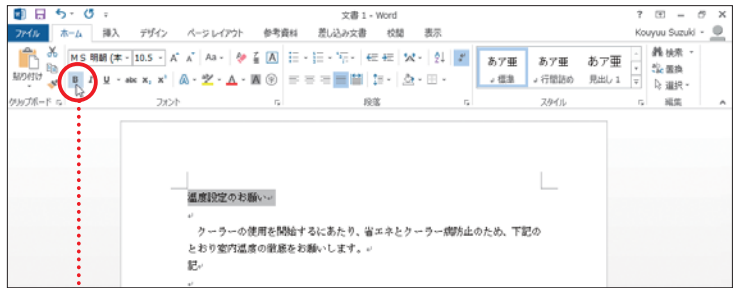 文書 1 - Word
ファイル ホーム 挿入 デザイン ページ レイアウト 参考資料 差し込み文書 校閲 表示 Kouyuu Suzuki
MS 明朝 (本 10.5 A A Aa A 検索
貼り付け B I U abc x₂ x² A A A あア亜 あア亜 あア亜 置換
標準 行間詰め 見出し 1 選択
クリップボード フォント 段落 スタイル 編集
温度設定のお願い
クーラーの使用を開始するにあたり、省エネとクーラー病防止のため、下記の
とおり室内温度の徹底をお願いします。
記